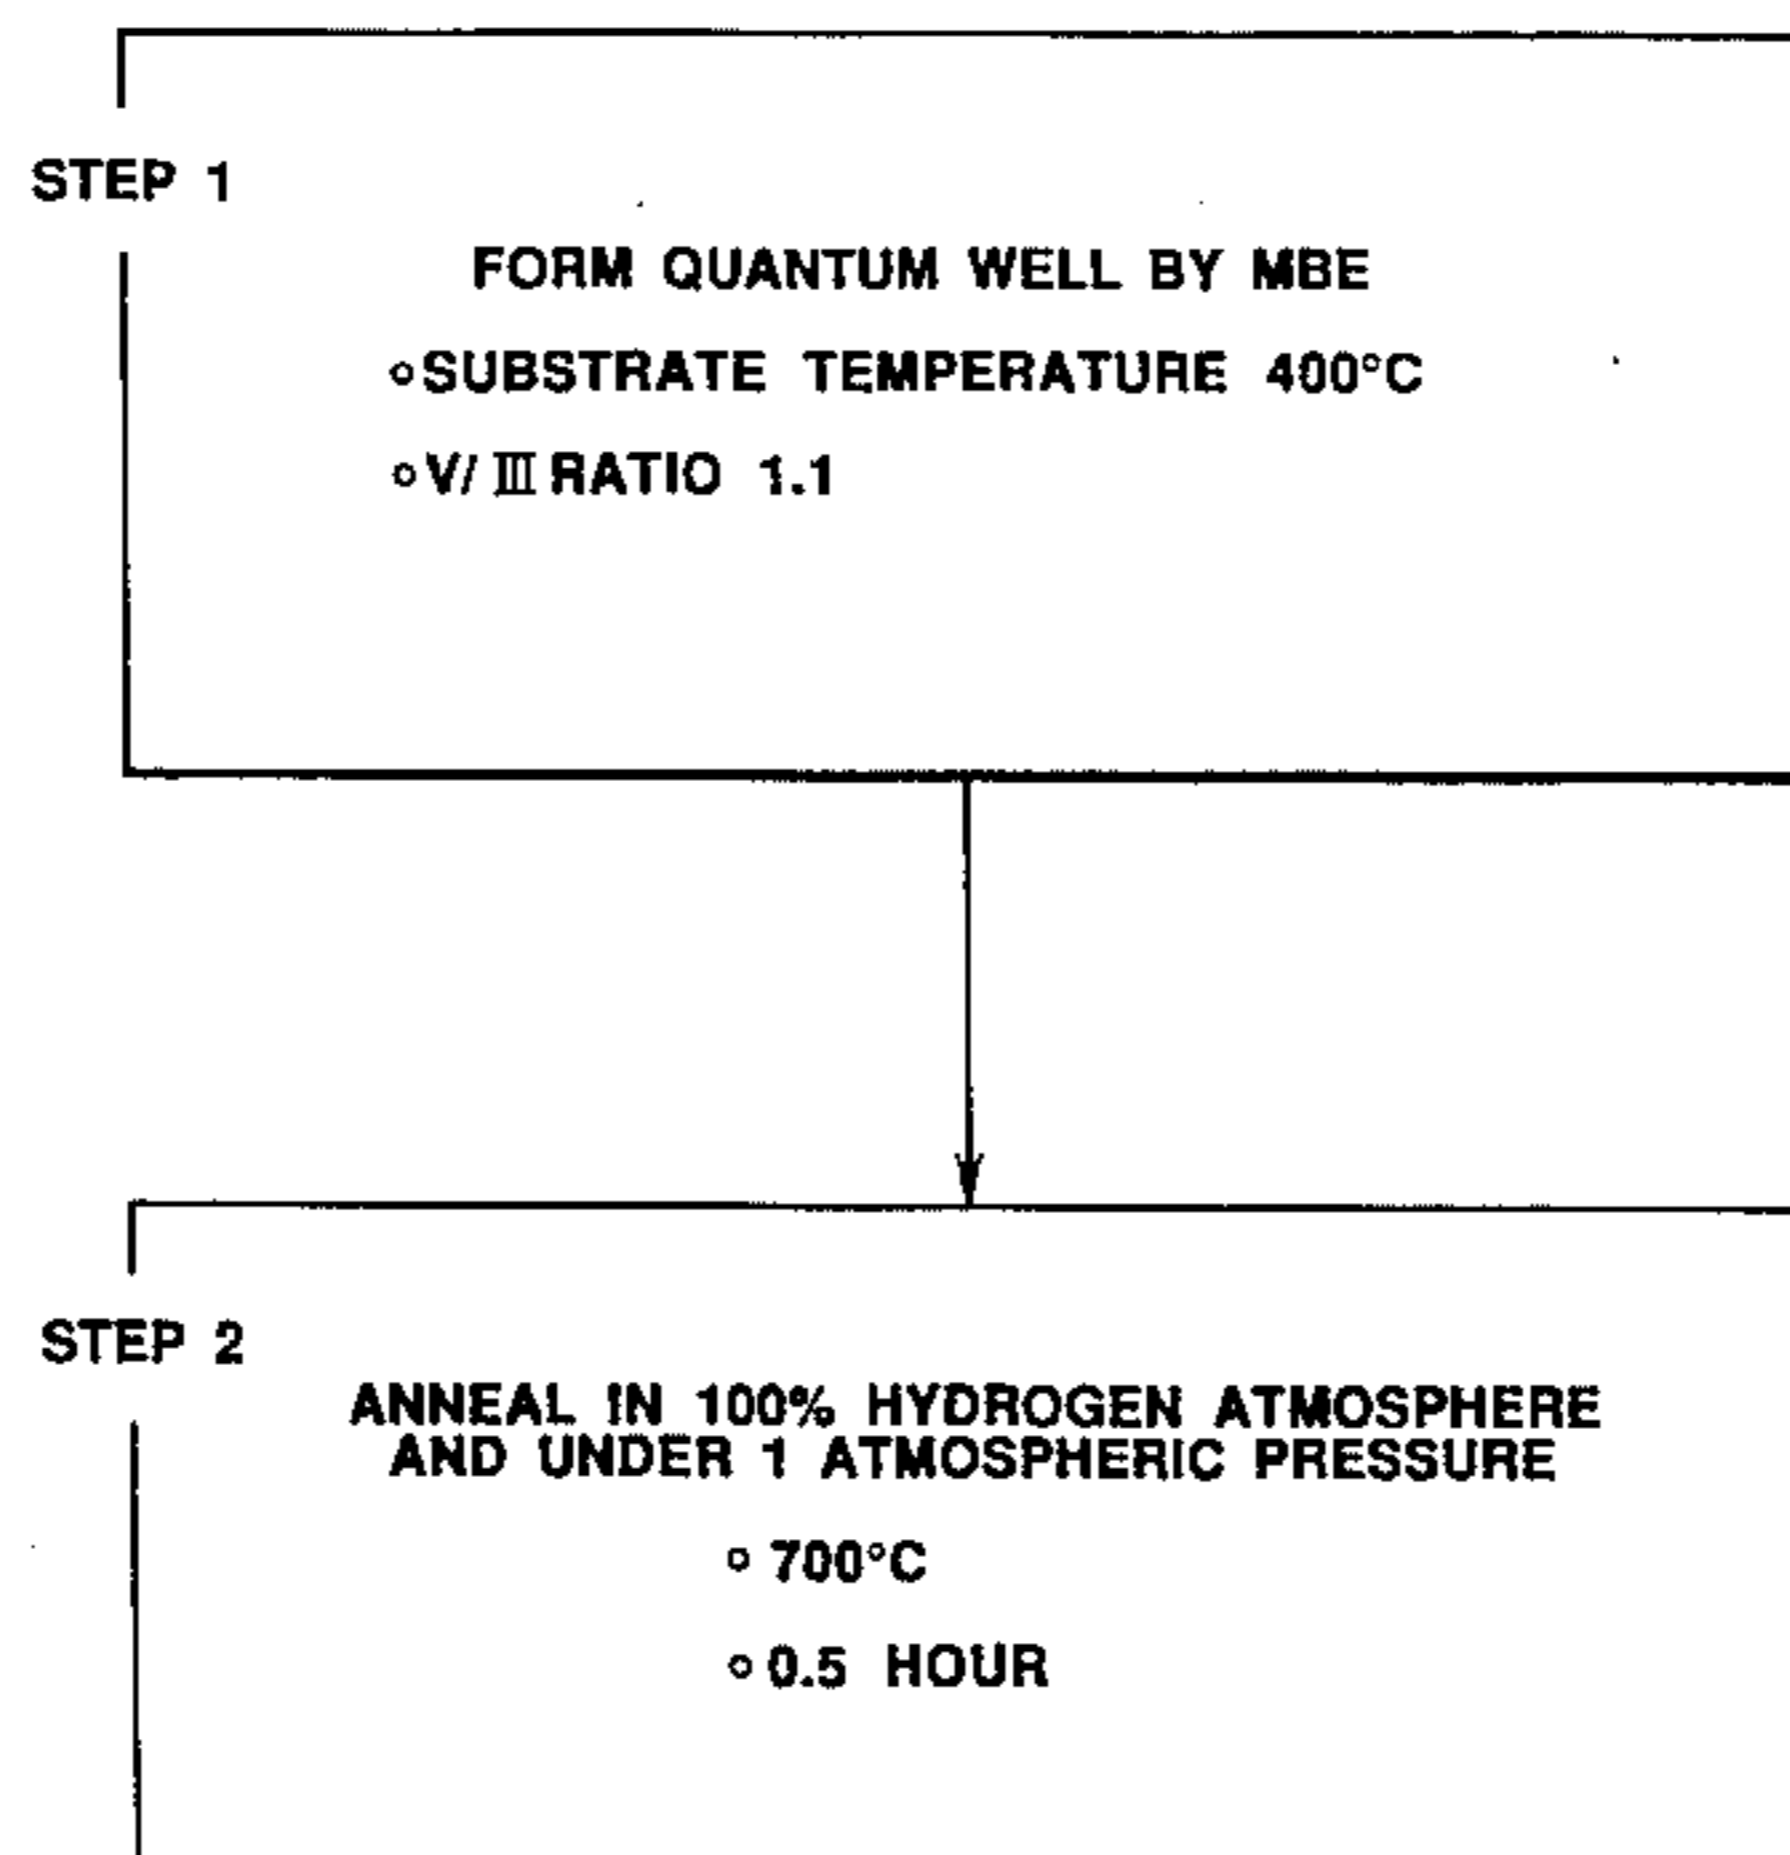 STEP 1
FORM QUANTUM WELL BY MBE
∘SUBSTRATE TEMPERATURE 400°C
∘V/III RATIO 1.1
STEP 2
ANNEAL IN 100% HYDROGEN ATMOSPHERE
AND UNDER 1 ATMOSPHERIC PRESSURE
∘ 700°C
∘ 0.5 HOUR